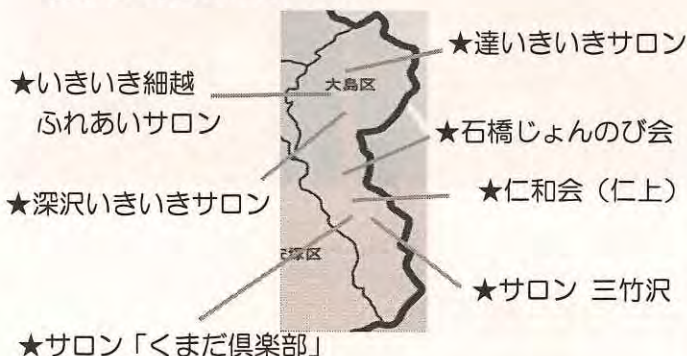 ★達いきいきサロン
★いきいき細越
ふれあいサロン
大島区
★石橋じょんのび会
★深沢いきいきサロン
★仁和会（仁上）
塚区
★サロン 三竹沢
★サロン「くまだ倶楽部」